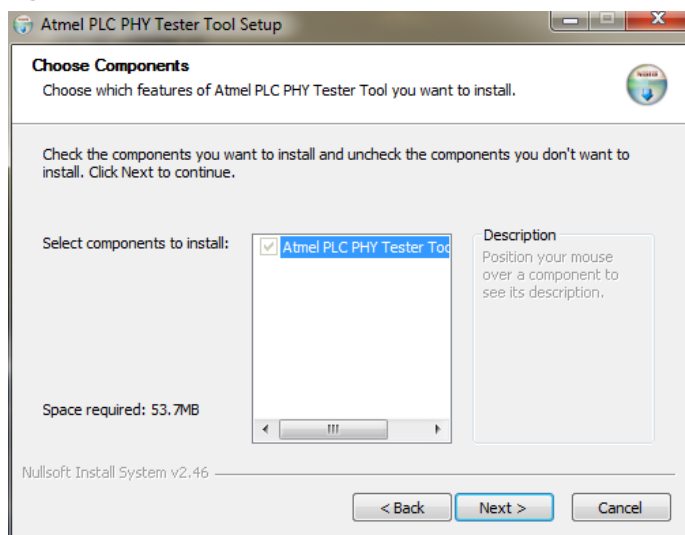 Atmel PLC PHY Tester Tool Setup
Choose Components
Choose which features of Atmel PLC PHY Tester Tool you want to install.
Check the components you want to install and uncheck the components you don't want to
install. Click Next to continue.
Select components to install:
Atmel PLC PHY Tester Too
Description
Position your mouse
over a component to
see its description.
Space required: 53.7MB
Nullsoft Install System v2.46
< Back
Next >
Cancel